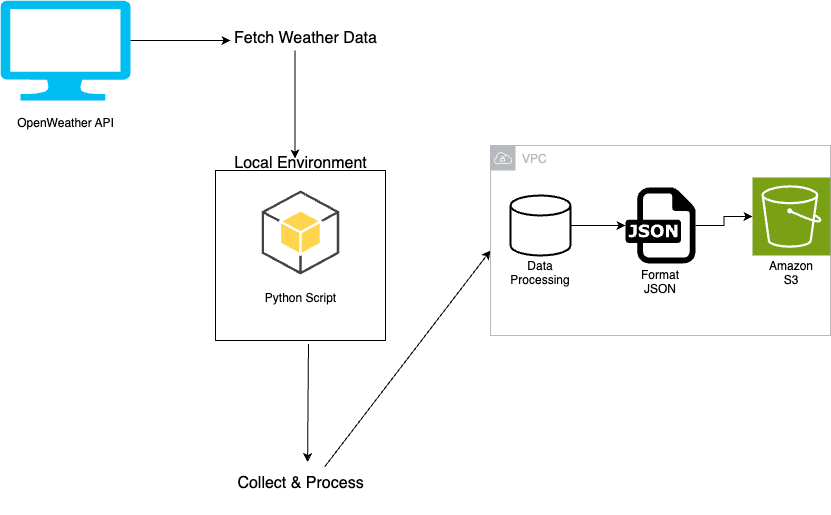 Fetch Weather Data
OpenWeather API
Local Environment
Python Script
Collect & Process
VPC
Data
Processing
JSON
Format
JSON
Amazon
S3